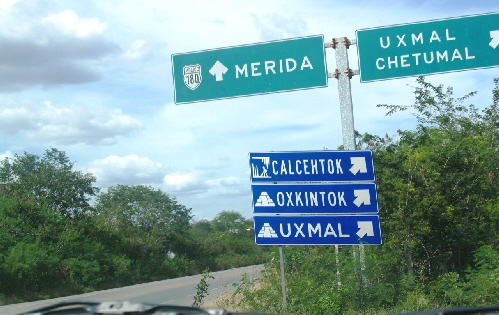 180
MERIDA
UXMAL
CHETUMAL
CALCEHTOK
OXKINTOK
UXMAL